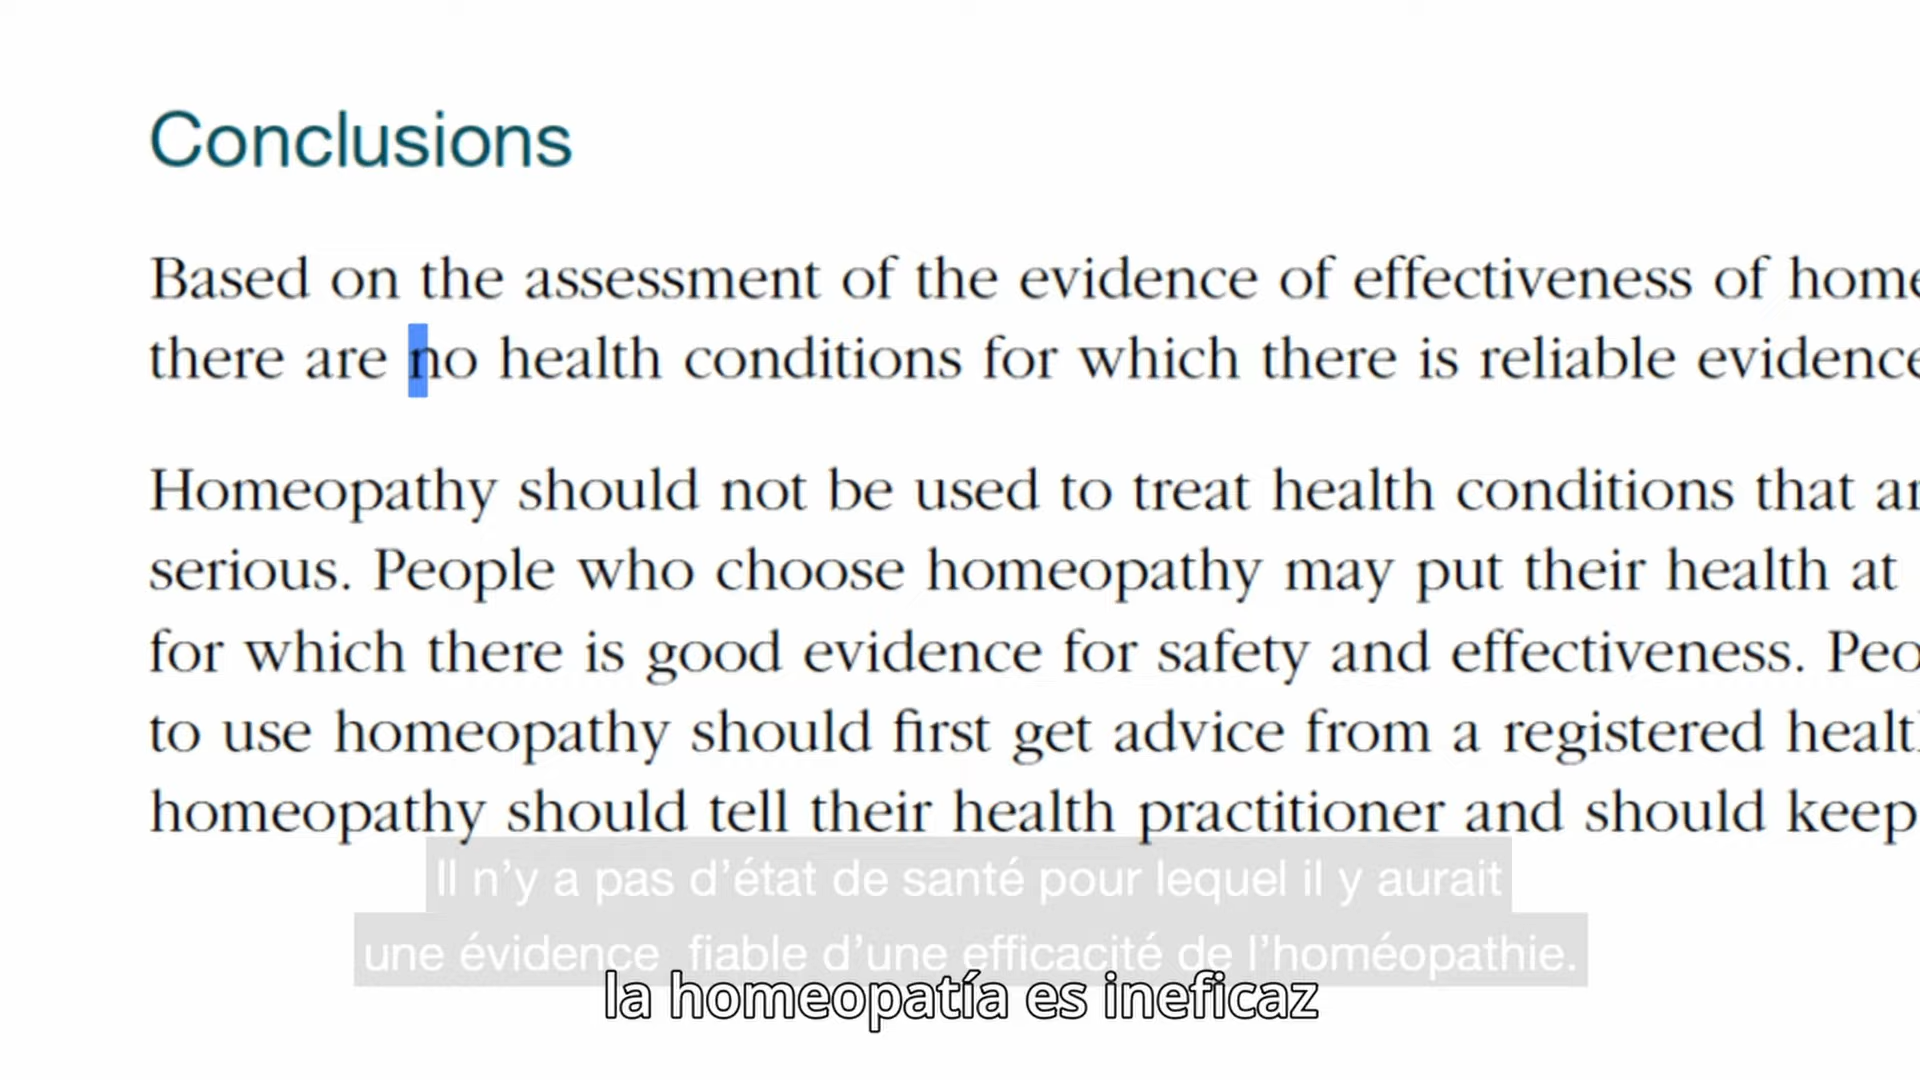 Conclusions
Based on the assessment of the evidence of effectiveness of
there are no health conditions for which there is reliable evidence
Homeopathy should not be used to treat health conditions that
serious. People who choose homeopathy may put their health at
for which there is good evidence for safety and effectiveness.
to use homeopathy should first get advice from a registered
homeopathy should tell their health practitioner and should keep
Il n’y a pas d’état de santé pour lequel il y aurait
une évidence fiable d’une efficacité de l’homéopathie.
la homeopatía es ineficaz